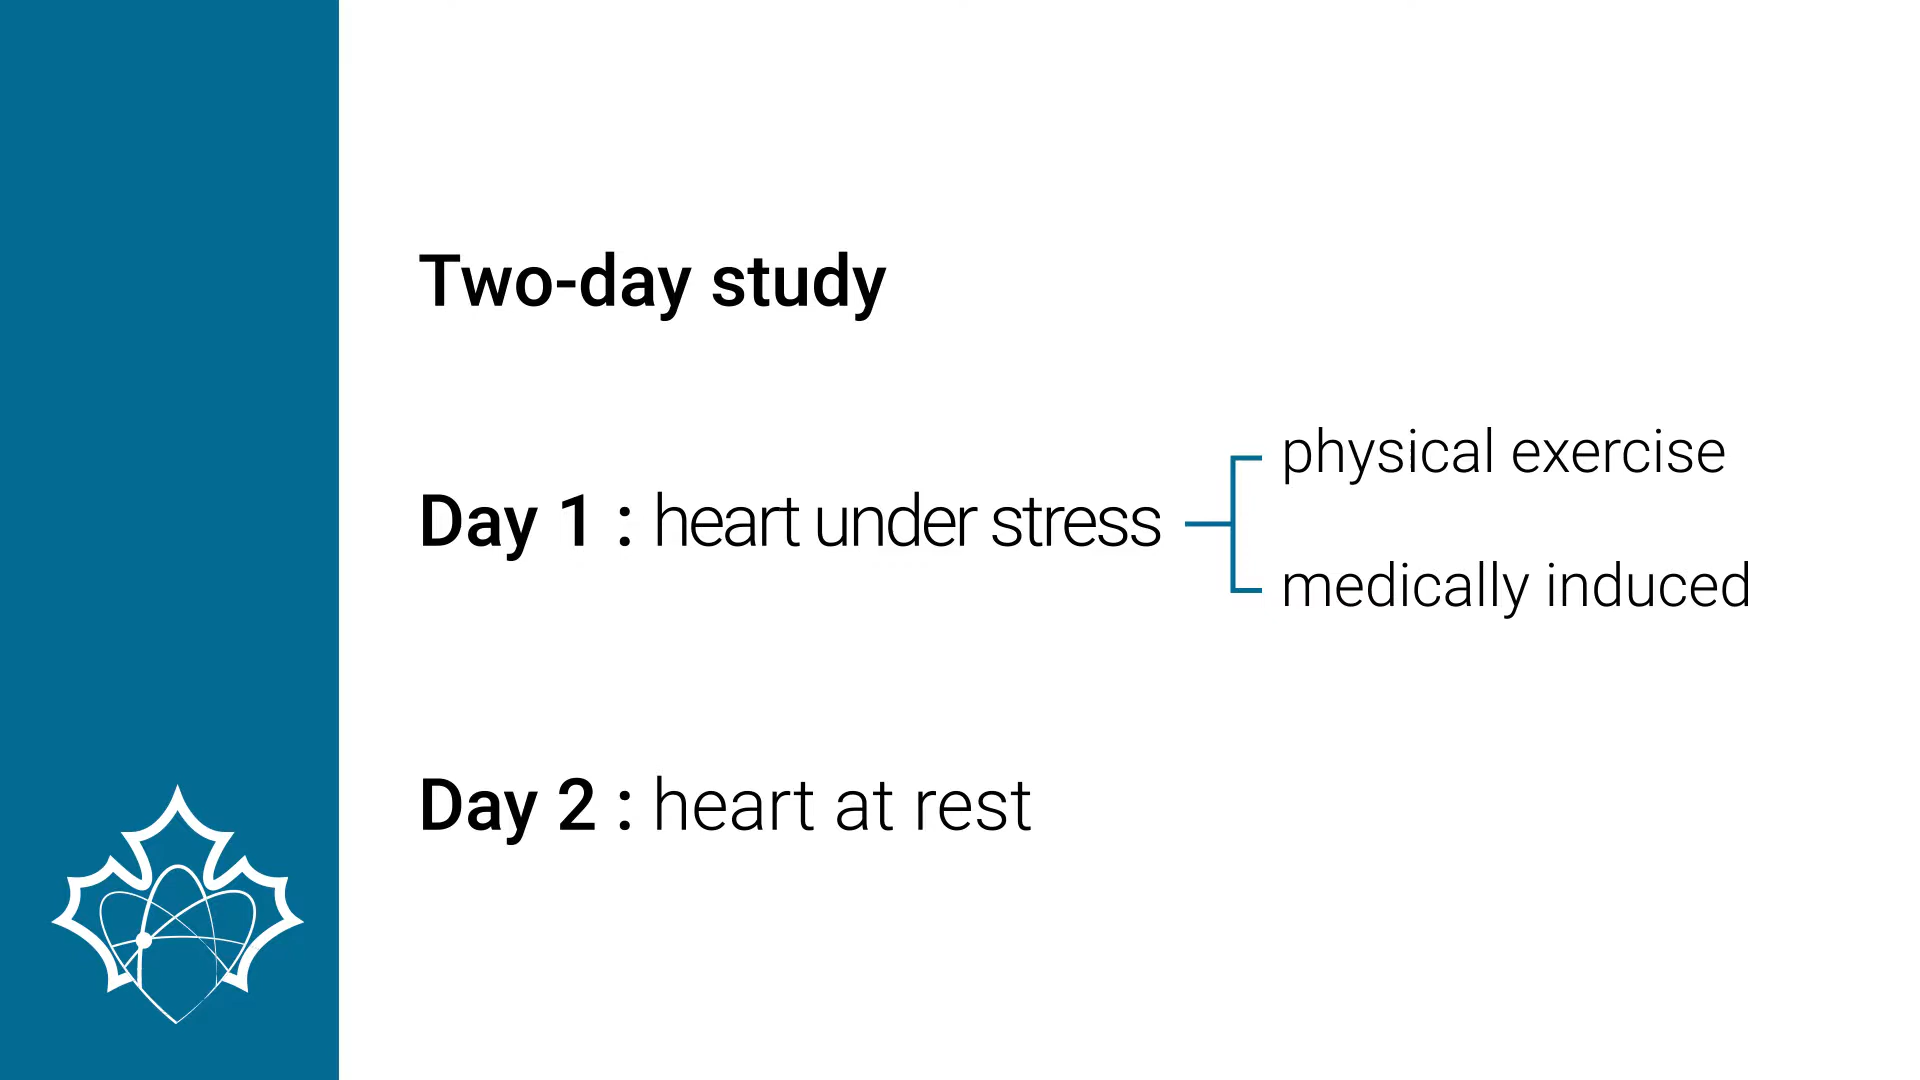 Two-day study
physical exercise
Day 1 : heart under stress
medically induced
Day 2 : heart at rest